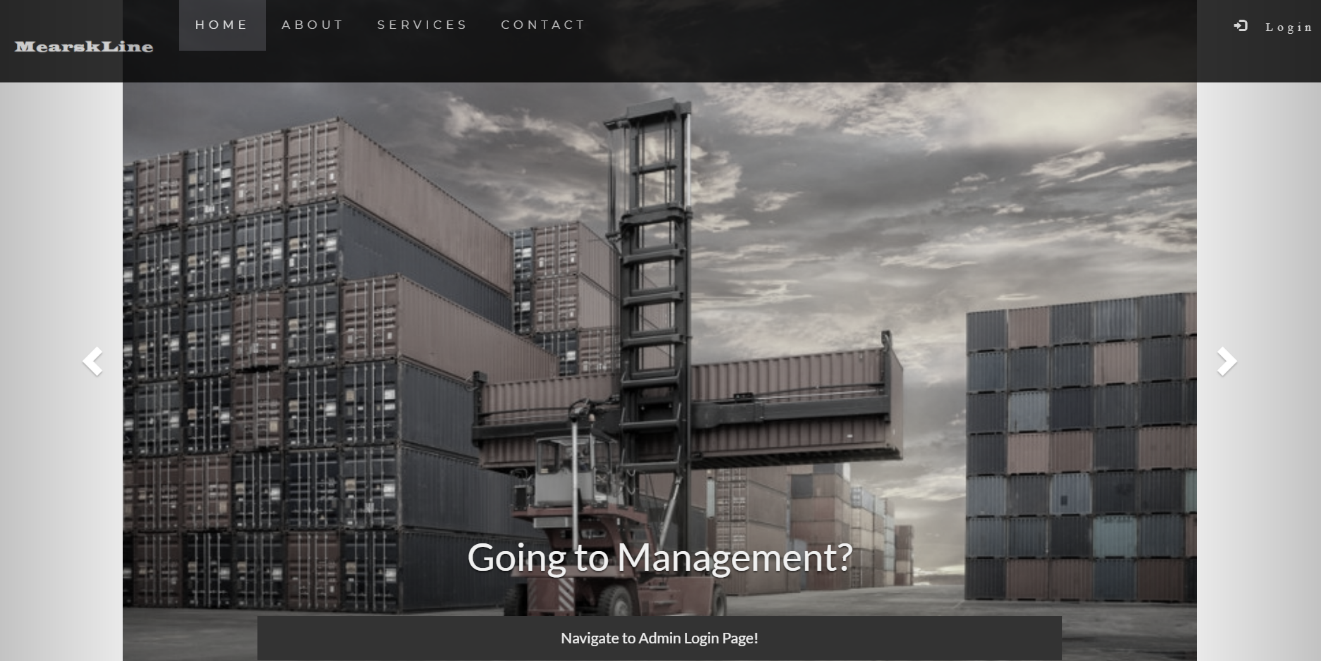 HOME ABOUT SERVICES CONTACT
Login
MearskLine
Going to Management?
Navigate to Admin Login Page!